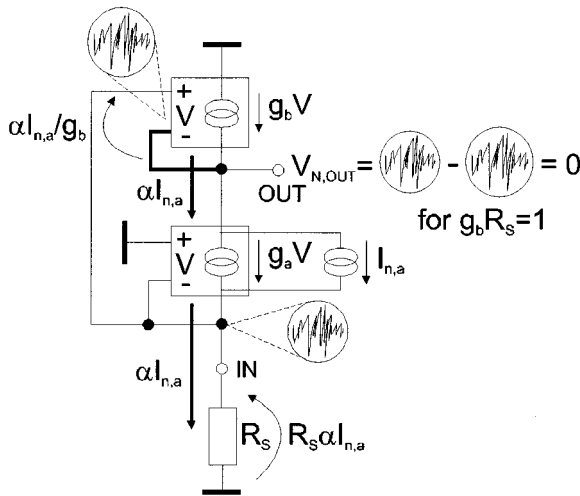 +
V
-
g_bV
αI_{n,a}/g_b
V_{N,OUT}= - = 0
OUT
for g_bR_S=1
αI_{n,a}
+
V
-
g_aV
I_{n,a}
αI_{n,a}
IN
R_S
R_SαI_{n,a}